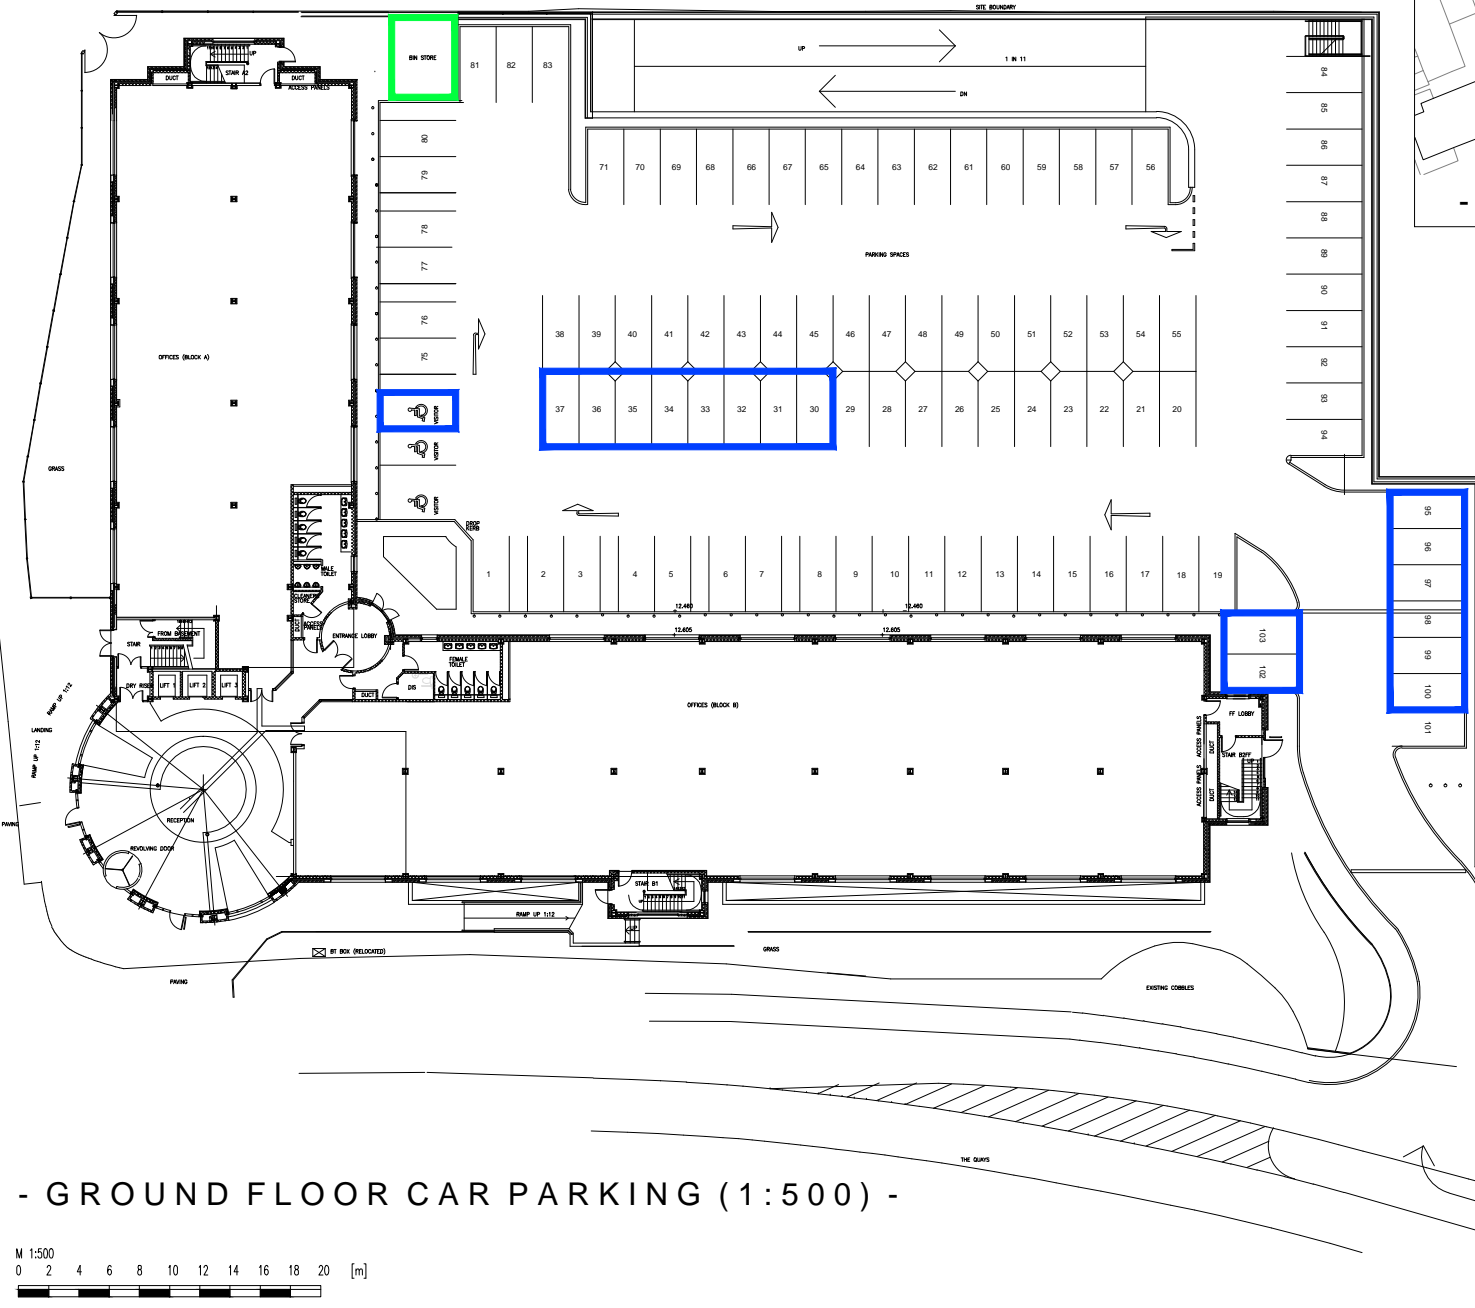 SITE BOUNDARY
BIN STORE
UP
1 IN 11
DN
81 82 83
UP
STAIR A2
DUCT
DUCT
ACCESS PANELS
84
85
86
87
88
89
90
91
92
93
94
80
79
78
77
76
75
71 70 69 68 66 67 65 64 63 62 61 60 59 58 57 56
PARKING SPACES
38 39 40 41 42 43 44 45 46 47 48 49 50 51 52 53 54 55
37 36 35 34 33 32 31 30 29 28 27 26 25 24 23 22 21 20
OFFICES (BLOCK A)
VISITOR
VISITOR
VISITOR
GRASS
DROP
KERB
95
96
97
98
99
100
101
1 2 3 4 5 6 7 8 9 10 11 12 13 14 15 16 17 18 19
12.460
12.460
12.605
12.605
103
102
MALE
TOILET
CLEANERS
STORE
DUCT
ACCESS
PANELS
ENTRANCE LOBBY
FROM BASEMENT
STAIR
FEMALE
TOILET
DIS
DUCT
DRY RISER
LIFT 1
LIFT 2
LIFT 3
RAMP UP 1:12
LANDING
RAMP UP 1:12
PAVING
OFFICES (BLOCK B)
FF LOBBY
ACCESS PANELS
DUCT
STAIR B2FF
UP
ACCESS PANELS
DUCT
RECEPTION
REVOLVING DOOR
STAIR B1
UP
RAMP UP 1:12
UP
BT BOX (RELOCATED)
GRASS
PAVING
EXISTING COBBLES
THE QUAYS
- GROUND FLOOR CAR PARKING (1:500) -
M 1:500
0 2 4 6 8 10 12 14 16 18 20 [m]